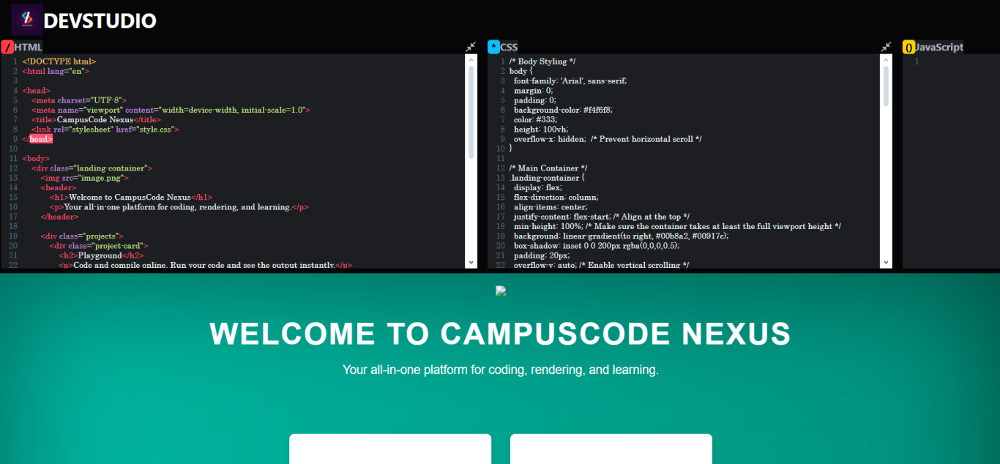 DEVSTUDIO
/ HTML
1 <!DOCTYPE html>
2 <html lang="en">
3
4 <head>
5 <meta charset="UTF-8">
6 <meta name="viewport" content="width=device-width, initial-scale=1.0">
7 <title>CampusCode Nexus</title>
8 <link rel="stylesheet" href="style.css">
9 </head>
10
11 <body>
12 <div class="landing-container">
13 <img src="image.png">
14 <header>
15 <h1>Welcome to CampusCode Nexus</h1>
16 <p>Your all-in-one platform for coding, rendering, and learning.</p>
17 </header>
18
19 <div class="projects">
20 <div class="project-card">
21 <h2>Playground</h2>
22 <p>Code and compile online. Run your code and see the output instantly.</p>
* CSS
1 /* Body Styling */
2 body {
3 font-family: 'Arial', sans-serif;
4 margin: 0;
5 padding: 0;
6 background-color: #f4f6f8;
7 color: #333;
8 height: 100vh;
9 overflow-x: hidden; /* Prevent horizontal scroll */
10 }
11
12 /* Main Container */
13 .landing-container {
14 display: flex;
15 flex-direction: column;
16 align-items: center;
17 justify-content: flex-start; /* Align at the top */
18 min-height: 100%; /* Make sure the container takes at least the full viewport height */
19 background: linear-gradient(to right, #00b8a2, #00917c);
20 box-shadow: inset 0 0 200px rgba(0,0,0,0.5);
21 padding: 20px;
22 overflow-y: auto; /* Enable vertical scrolling */
() JavaScript
1
WELCOME TO CAMPUSCODE NEXUS
Your all-in-one platform for coding, rendering, and learning.